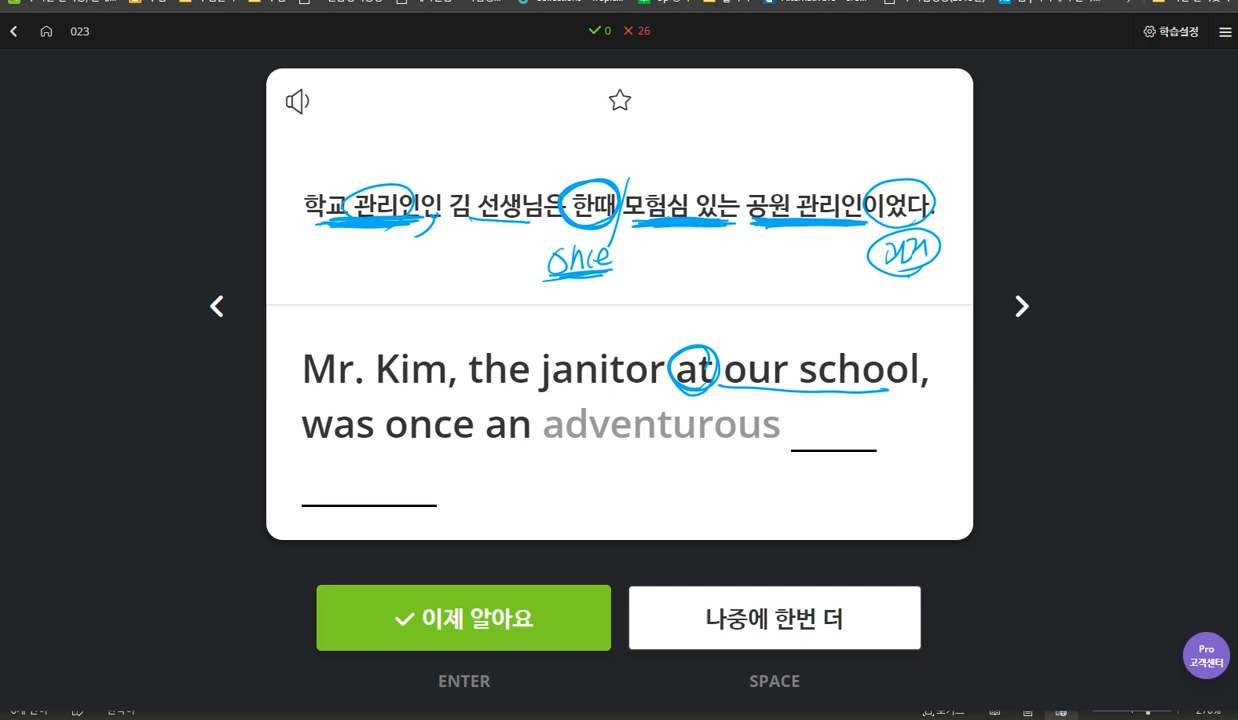 023
0
26
학습설정
학교 관리인인 김 선생님은 한때 모험심 있는 공원 관리인이었다.
once
과거
Mr. Kim, the janitor at our school,
was once an adventurous
이제 알아요
나중에 한번 더
ENTER
SPACE
Pro
고객센터